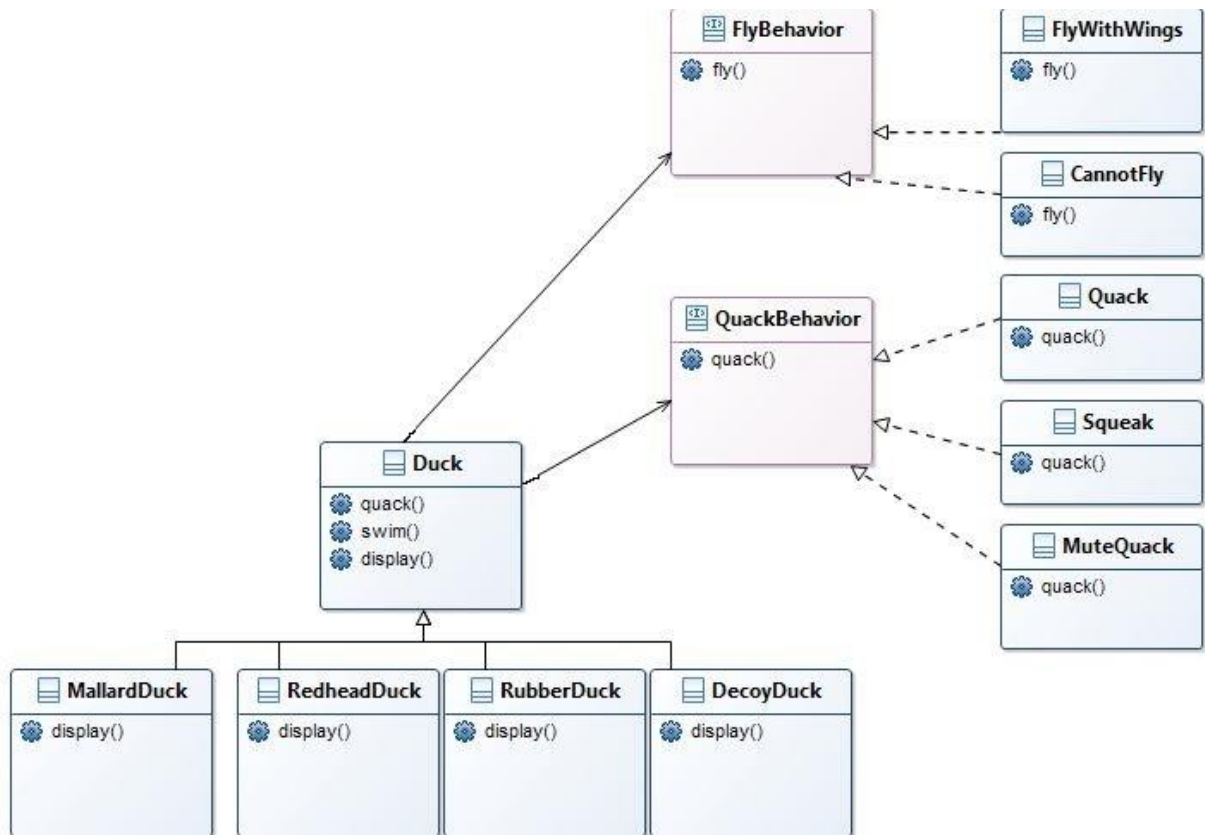 FlyBehavior
fly()
FlyWithWings
fly()
CannotFly
fly()
QuackBehavior
quack()
Quack
quack()
Squeak
quack()
MuteQuack
quack()
Duck
quack()
swim()
display()
MallardDuck
display()
RedheadDuck
display()
RubberDuck
display()
DecoyDuck
display()